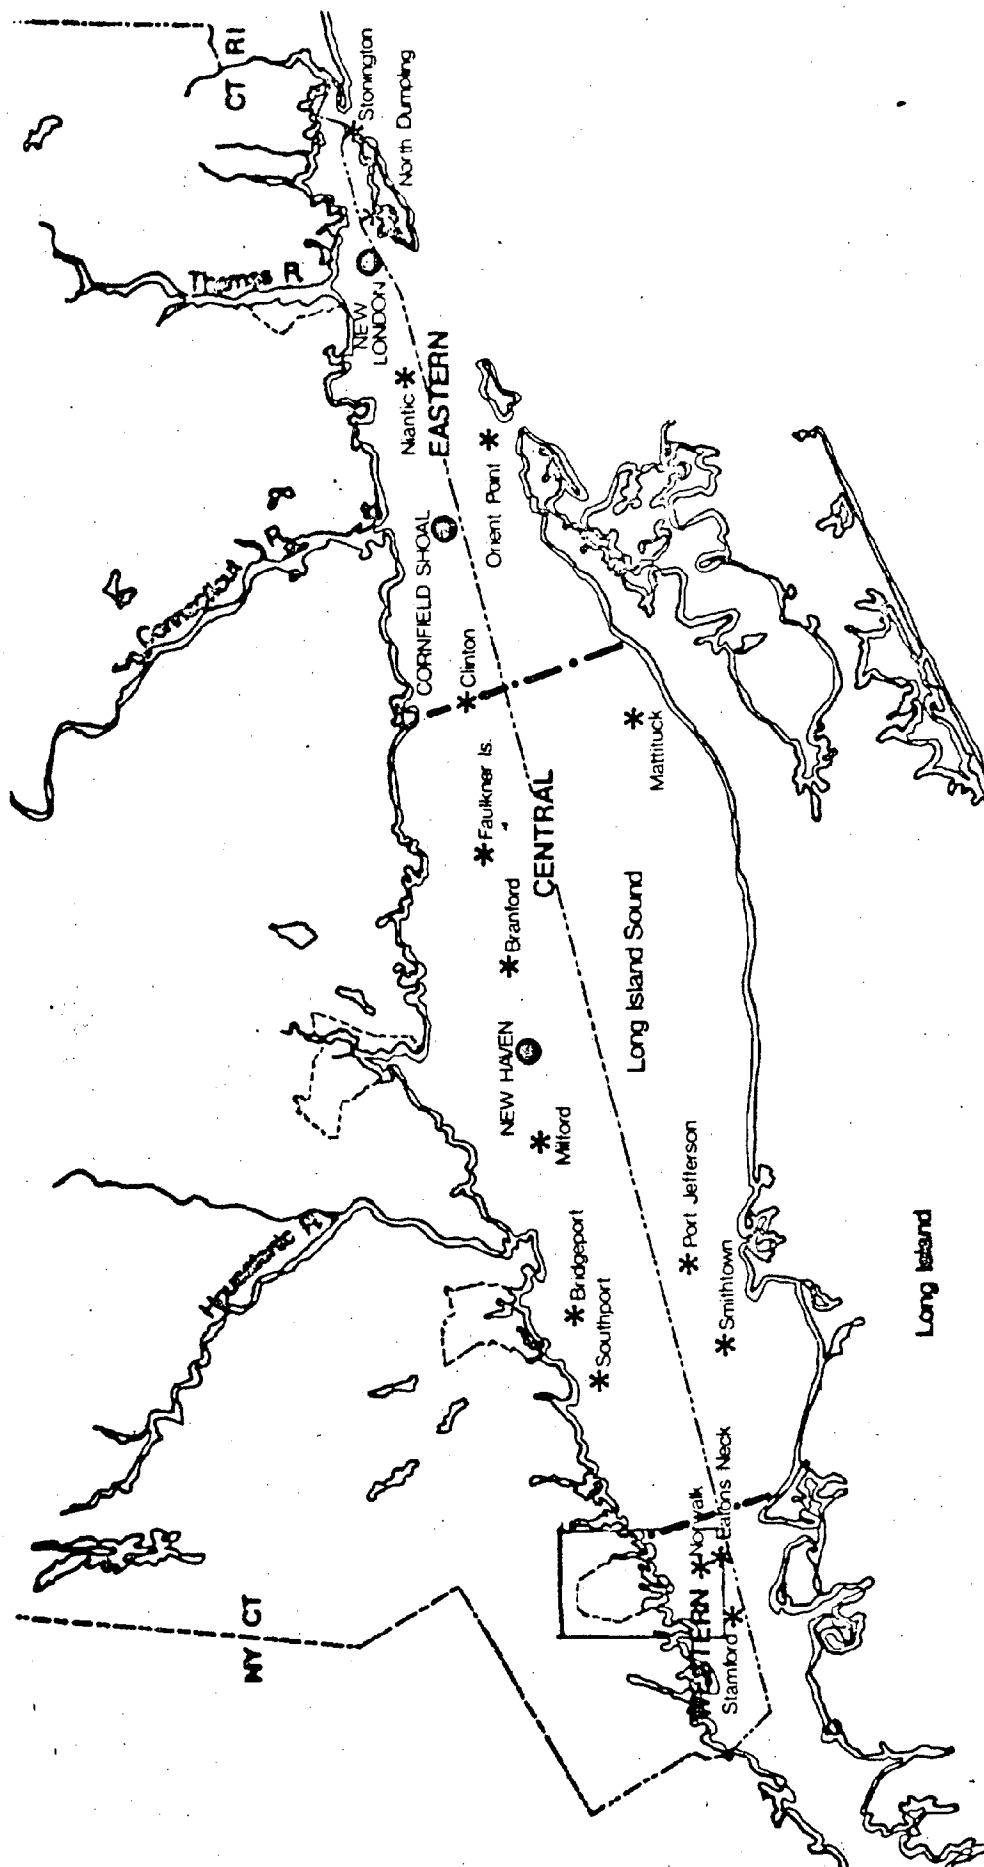 NY CT
CT RI
Housatonic R
Connecticut R.
Thames R
Stonington
North Dumpling
NEW
LONDON
Niantic
EASTERN
CORNFIELD SHOAL
Orient Point
Clinton
Faulkner Is.
Mattituck
CENTRAL
Branford
NEW HAVEN
Long Island Sound
Milford
Bridgeport
Southport
Port Jefferson
Smithtown
Norwalk
Eatons Neck
WESTERN
Stamford
Long Island